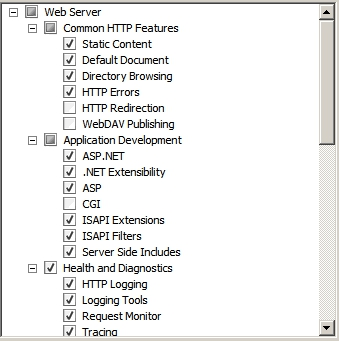 Web Server
Common HTTP Features
Static Content
Default Document
Directory Browsing
HTTP Errors
HTTP Redirection
WebDAV Publishing
Application Development
ASP.NET
.NET Extensibility
ASP
CGI
ISAPI Extensions
ISAPI Filters
Server Side Includes
Health and Diagnostics
HTTP Logging
Logging Tools
Request Monitor
Tracing